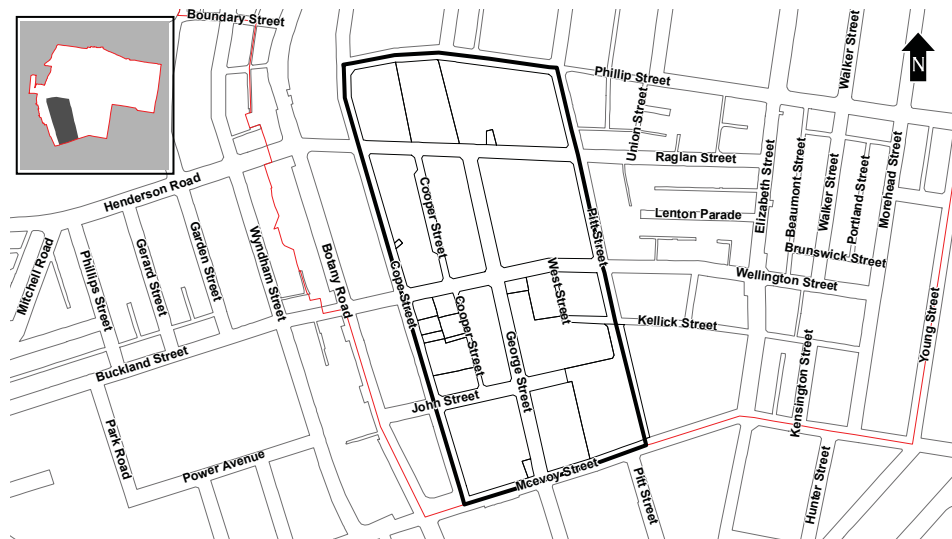 Boundary Street
Walker Street
N
Phillip Street
Union Street
Raglan Street
Elizabeth Street
Beaumont Street
Walker Street
Portland Street
Morehead Street
Henderson Road
Cooper Street
Lenton Parade
Pitt Street
Mitchell Road
Phillips Street
Gerard Street
Garden Street
Wyndham Street
Botany Road
Cope Street
West Street
Brunswick Street
Wellington Street
Cooper Street
Kellick Street
Young Street
George Street
Buckland Street
Kensington Street
John Street
Park Road
Power Avenue
Mcevoy Street
Pitt Street
Hunter Street